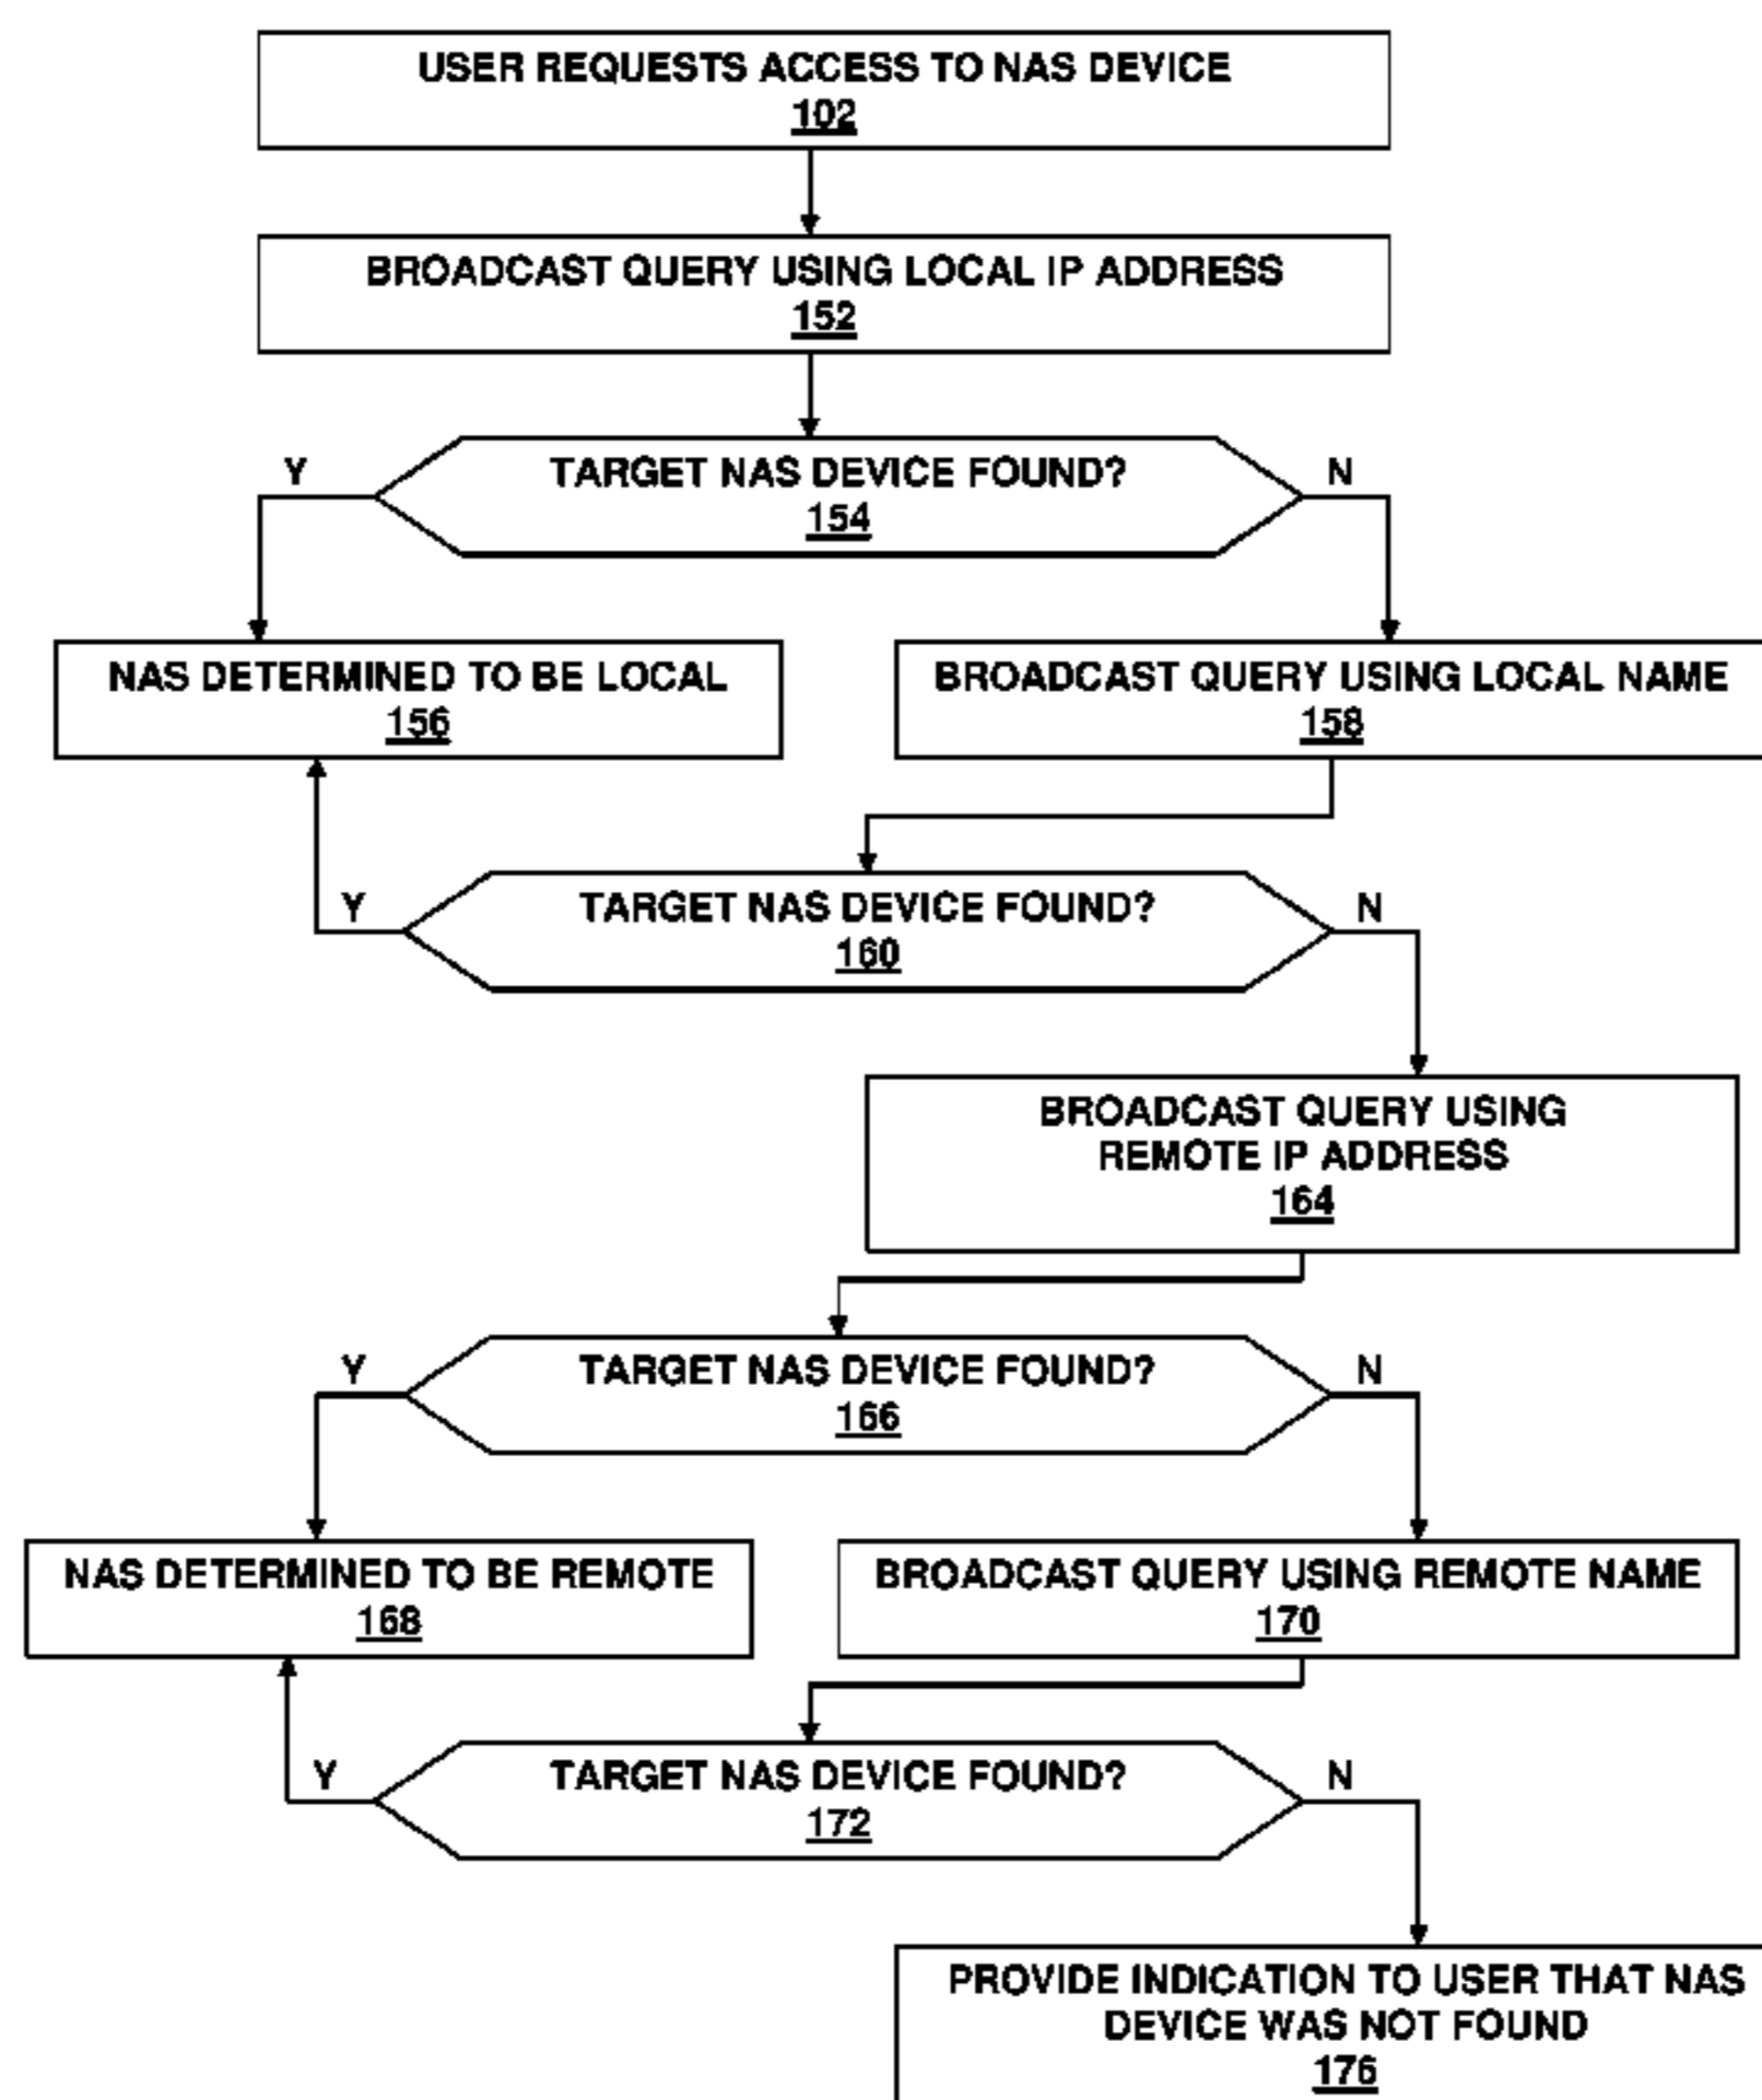 USER REQUESTS ACCESS TO NAS DEVICE
102
BROADCAST QUERY USING LOCAL IP ADDRESS
152
Y
TARGET NAS DEVICE FOUND?
N
154
NAS DETERMINED TO BE LOCAL
156
BROADCAST QUERY USING LOCAL NAME
158
Y
TARGET NAS DEVICE FOUND?
N
160
BROADCAST QUERY USING
REMOTE IP ADDRESS
164
Y
TARGET NAS DEVICE FOUND?
N
166
NAS DETERMINED TO BE REMOTE
168
BROADCAST QUERY USING REMOTE NAME
170
Y
TARGET NAS DEVICE FOUND?
N
172
PROVIDE INDICATION TO USER THAT NAS
DEVICE WAS NOT FOUND
176